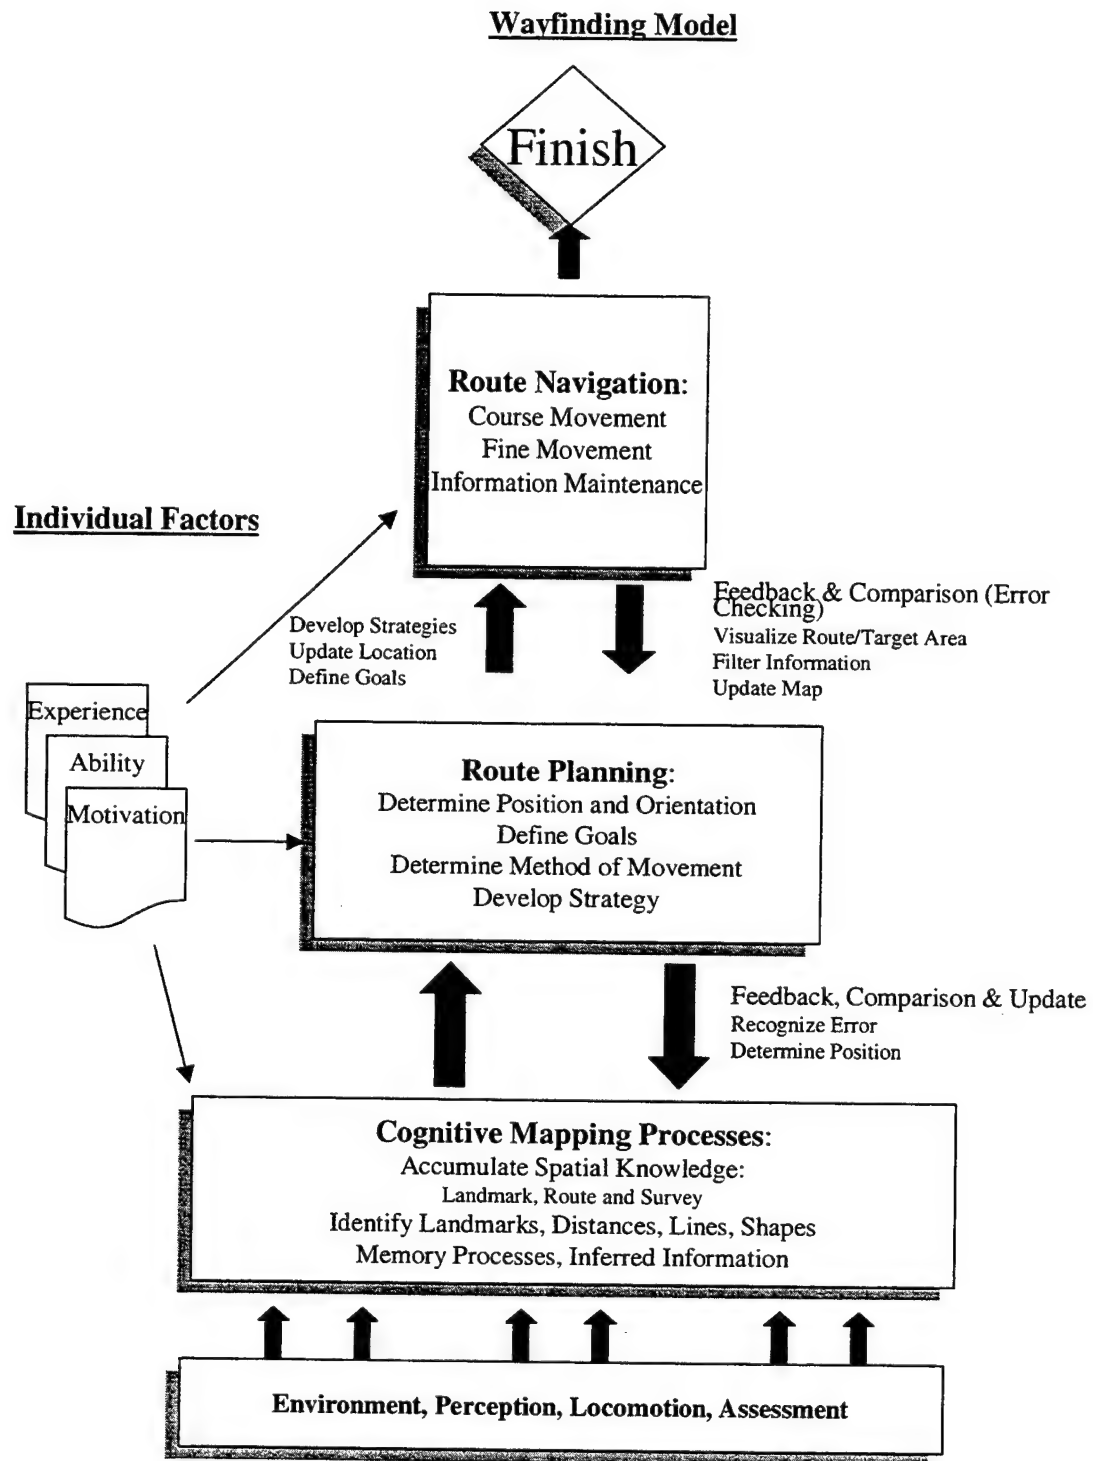 Wayfinding Model
Finish
Route Navigation:
Course Movement
Fine Movement
Information Maintenance
Individual Factors
Develop Strategies
Update Location
Define Goals
Feedback & Comparison (Error
Checking)
Visualize Route/Target Area
Filter Information
Update Map
Experience
Ability
Motivation
Route Planning:
Determine Position and Orientation
Define Goals
Determine Method of Movement
Develop Strategy
Feedback, Comparison & Update
Recognize Error
Determine Position
Cognitive Mapping Processes:
Accumulate Spatial Knowledge:
Landmark, Route and Survey
Identify Landmarks, Distances, Lines, Shapes
Memory Processes, Inferred Information
Environment, Perception, Locomotion, Assessment